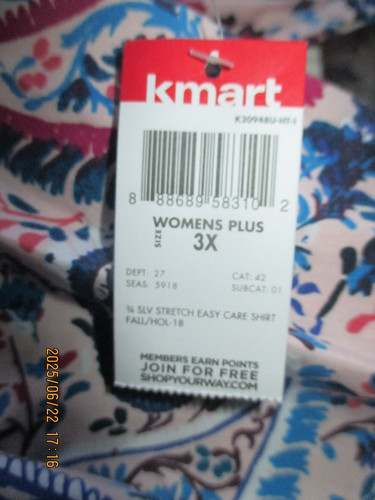 kmart
K30948U-HT-1
8 88689 58310 2
WOMENS PLUS
SIZE 3X
DEPT: 27 CAT: 42
SEAS: 5918 SUBCAT: 01
¾ SLV STRETCH EASY CARE SHIRT
FALL/HOL-18
MEMBERS EARN POINTS
JOIN FOR FREE
SHOPYOURWAY.COM
2025/06/22 17:16